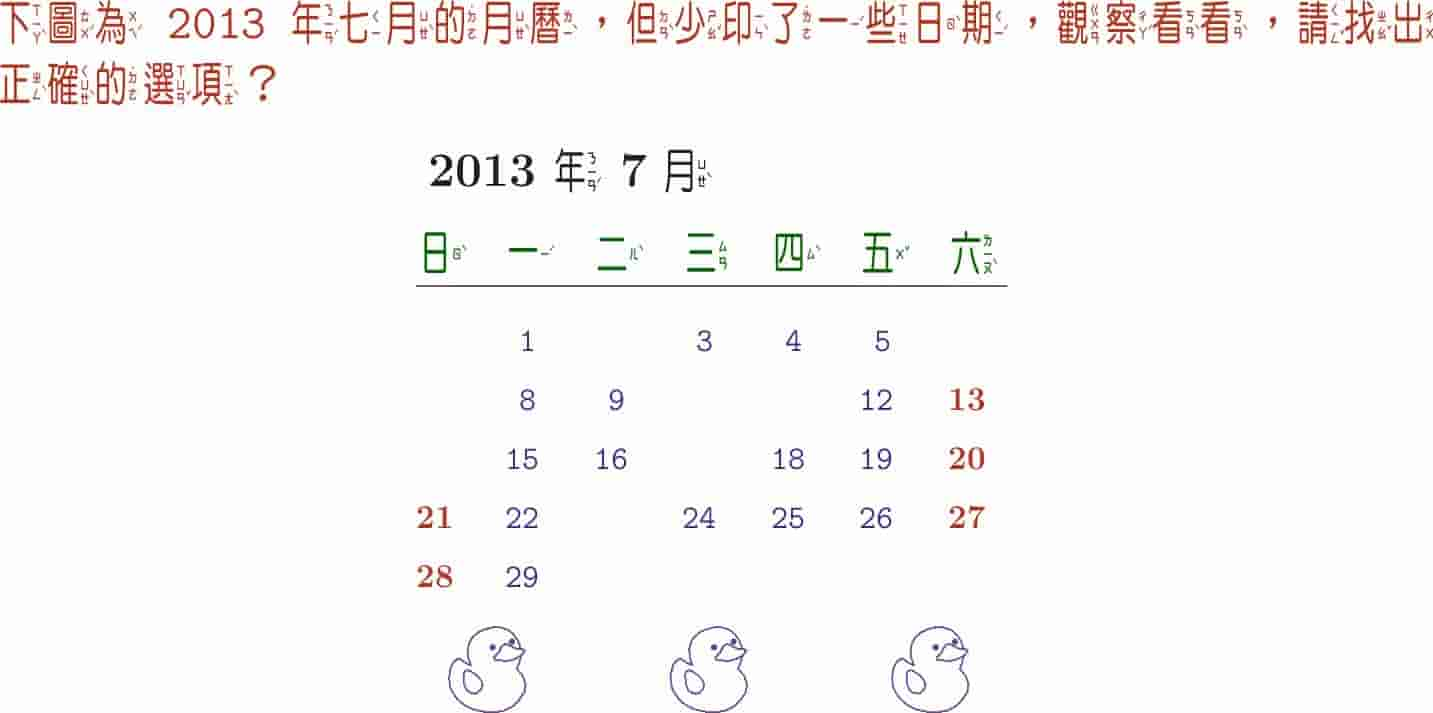 下圖為 2013 年七月的月曆，但少印了一些日期，觀察看看，請找出
正確的選項？
2013 年 7 月
日 一 二 三 四 五 六
1 3 4 5
8 9 12 13
15 16 18 19 20
21 22 24 25 26 27
28 29